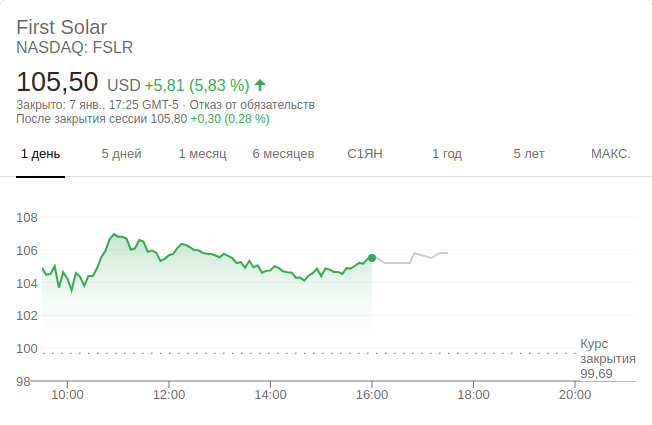 First Solar
NASDAQ: FSLR
105,50 USD +5,81 (5,83 %)
Закрыто: 7 янв., 17:25 GMT-5 · Отказ от обязательств
После закрытия сессии 105,80 +0,30 (0,28 %)
1 день 5 дней 1 месяц 6 месяцев С1ЯН 1 год 5 лет МАКС.
108
106
104
102
100
98
Курс
закрытия
99,69
10:00 12:00 14:00 16:00 18:00 20:00